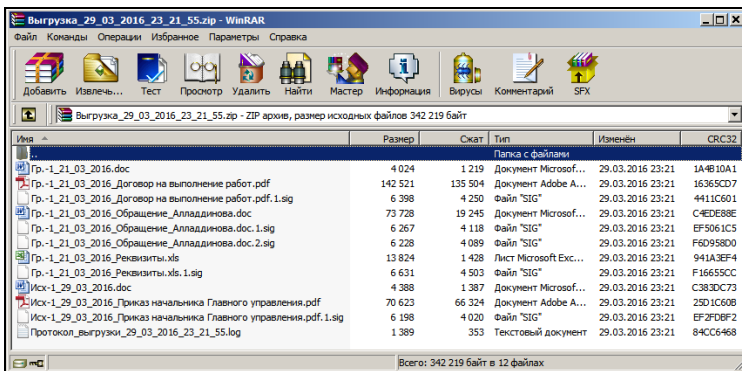 Выгрузка_29_03_2016_23_21_55.zip - WinRAR
Файл Команды Операции Избранное Параметры Справка
Добавить Извлечь... Тест Просмотр Удалить Найти Мастер Информация Вирусы Комментарий SFX
Выгрузка_29_03_2016_23_21_55.zip - ZIP архив, размер исходных файлов 342 219 байт
Имя Размер Сжат Тип Изменён CRC32
.. Папка с файлами
Гр.-1_21_03_2016.doc 4 024 1 219 Документ Microsof... 29.03.2016 23:21 1A4B10A1
Гр.-1_21_03_2016_Договор на выполнение работ.pdf 142 521 135 504 Документ Adobe A... 29.03.2016 23:21 16365CD7
Гр.-1_21_03_2016_Договор на выполнение работ.pdf.1.sig 6 398 4 250 Файл "SIG" 29.03.2016 23:21 4411C601
Гр.-1_21_03_2016_Обращение_Алладдинова.doc 73 728 19 245 Документ Microsof... 29.03.2016 23:21 C4EDE88E
Гр.-1_21_03_2016_Обращение_Алладдинова.doc.1.sig 6 267 4 118 Файл "SIG" 29.03.2016 23:21 EF5061C5
Гр.-1_21_03_2016_Обращение_Алладдинова.doc.2.sig 6 228 4 089 Файл "SIG" 29.03.2016 23:21 F6D958D0
Гр.-1_21_03_2016_Реквизиты.xls 13 824 1 428 Лист Microsoft Exc... 29.03.2016 23:21 941A3EF4
Гр.-1_21_03_2016_Реквизиты.xls.1.sig 6 631 4 503 Файл "SIG" 29.03.2016 23:21 F16655CC
Исх-1_29_03_2016.doc 4 388 1 387 Документ Microsof... 29.03.2016 23:21 C383DC73
Исх-1_29_03_2016_Приказ начальника Главного управления.pdf 70 623 66 324 Документ Adobe A... 29.03.2016 23:21 25D1C60B
Исх-1_29_03_2016_Приказ начальника Главного управления.pdf.1.sig 6 198 4 020 Файл "SIG" 29.03.2016 23:21 EF2FDBF2
Протокол_выгрузки_29_03_2016_23_21_55.log 1 389 353 Текстовый документ 29.03.2016 23:21 84CC6468
Всего: 342 219 байт в 12 файлах